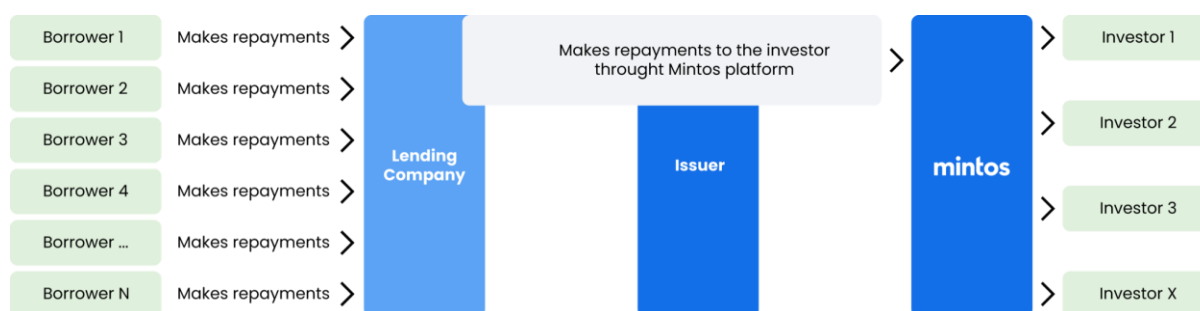 Borrower 1 Makes repayments
Borrower 2 Makes repayments
Borrower 3 Makes repayments
Borrower 4 Makes repayments
Borrower ... Makes repayments
Borrower N Makes repayments
Lending
Company
Makes repayments to the investor
throught Mintos platform
Issuer
mintos
Investor 1
Investor 2
Investor 3
Investor X